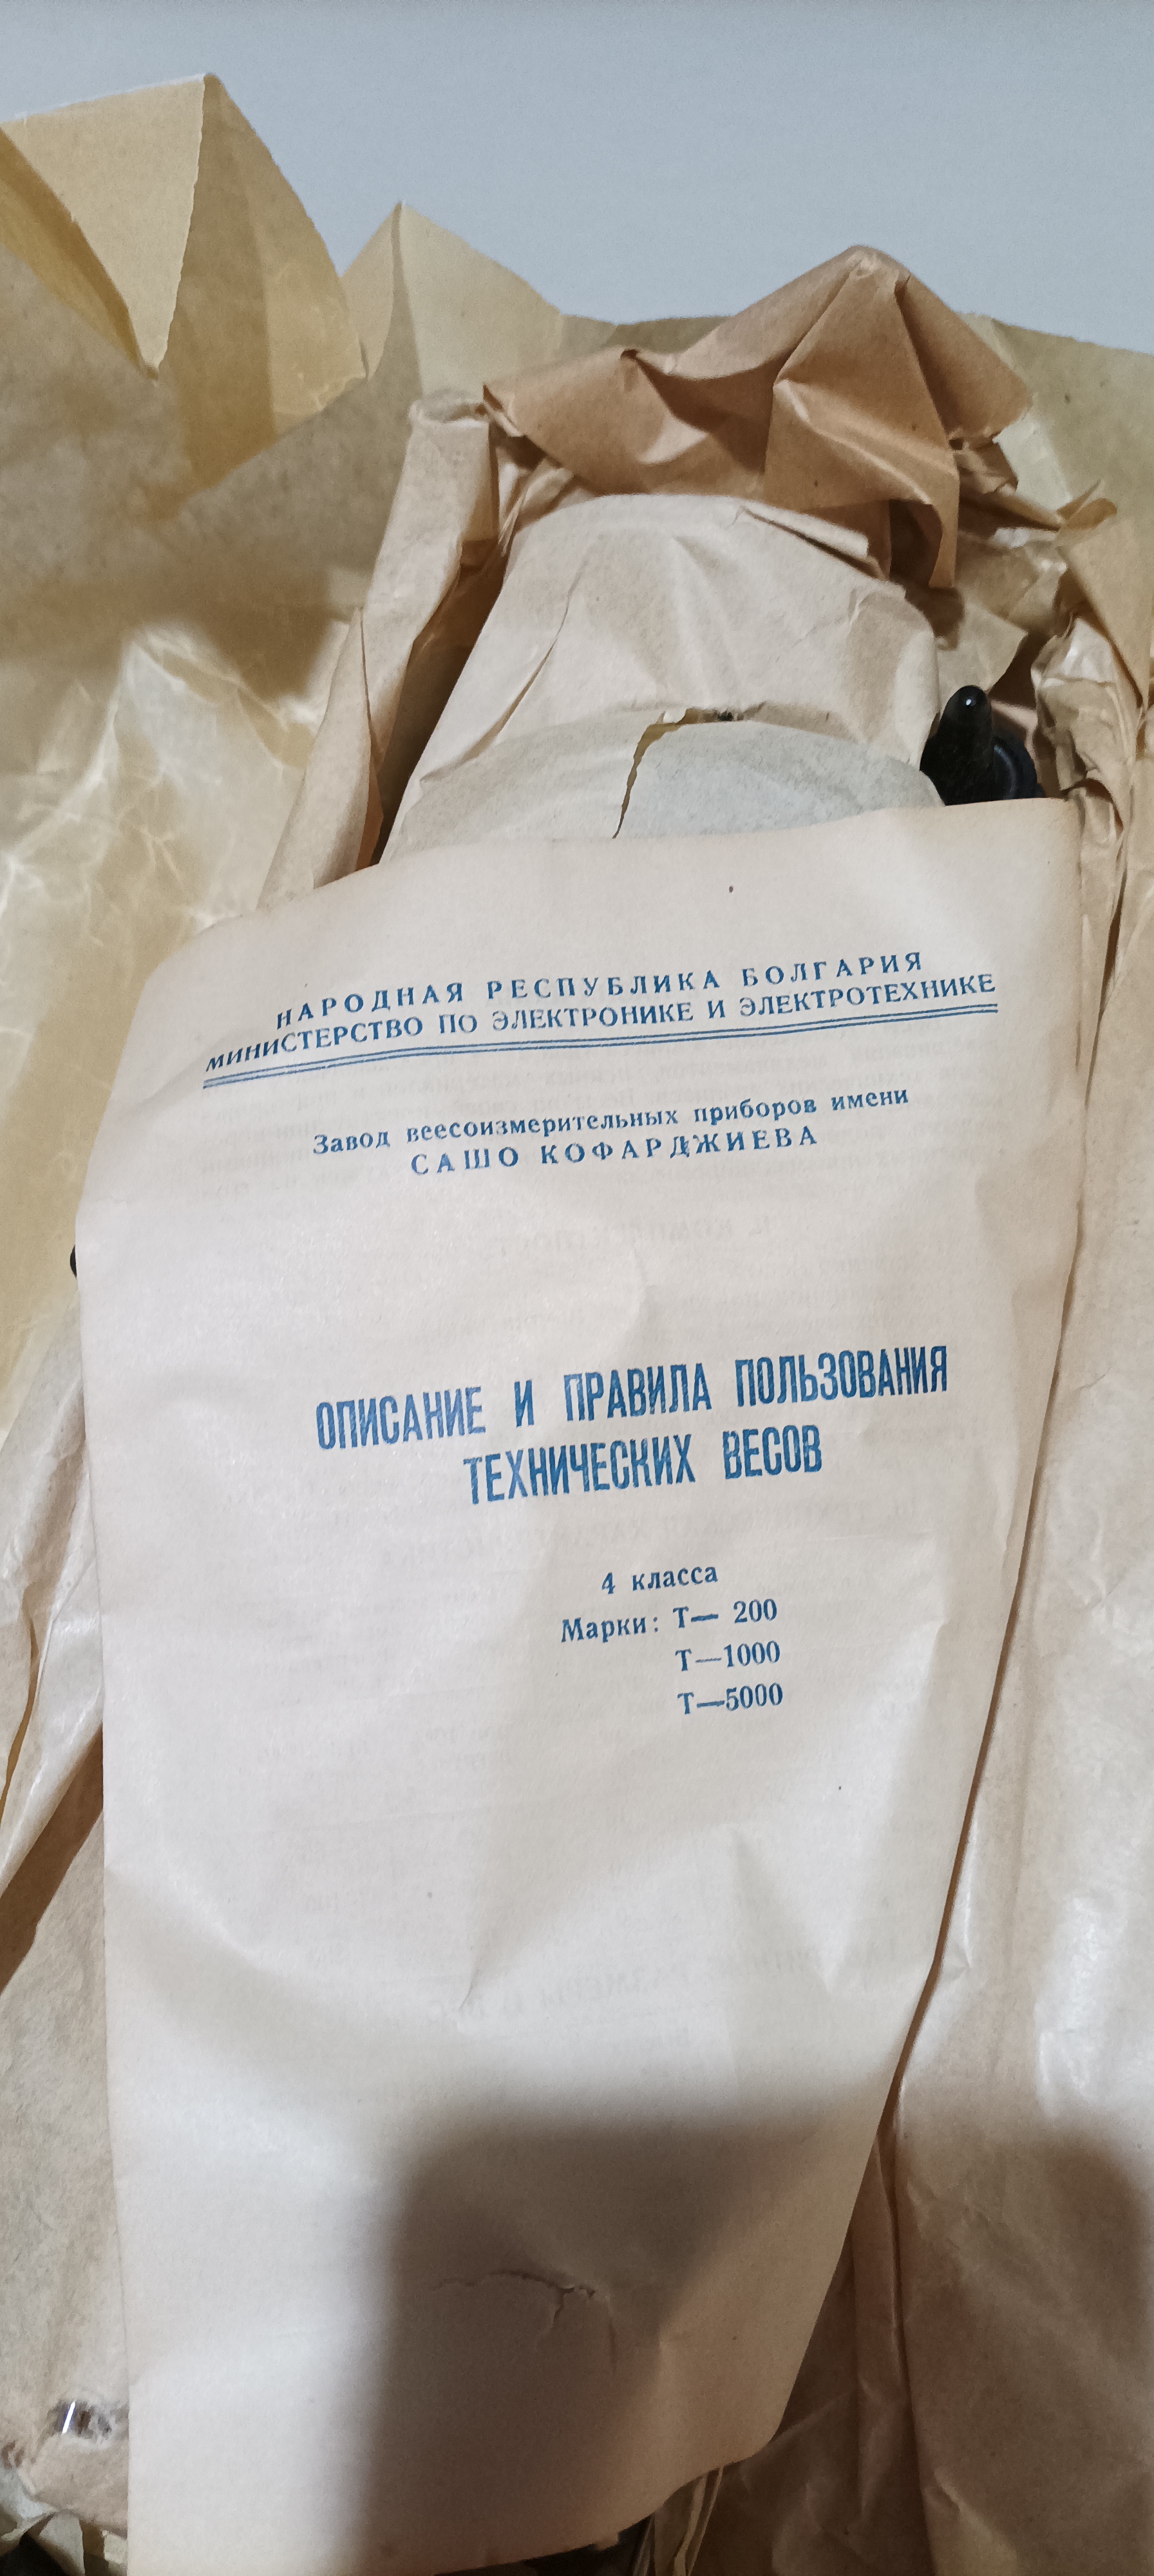 НАРОДНАЯ РЕСПУБЛИКА БОЛГАРИЯ
МИНИСТЕРСТВО ПО ЭЛЕКТРОНИКЕ И ЭЛЕКТРОТЕХНИКЕ
Завод веесоизмерительных приборов имени
САШО КОФАРДЖИЕВА
ОПИСАНИЕ И ПРАВИЛА ПОЛЬЗОВАНИЯ
ТЕХНИЧЕСКИХ ВЕСОВ
4 класса
Марки: Т— 200
Т—1000
Т—5000